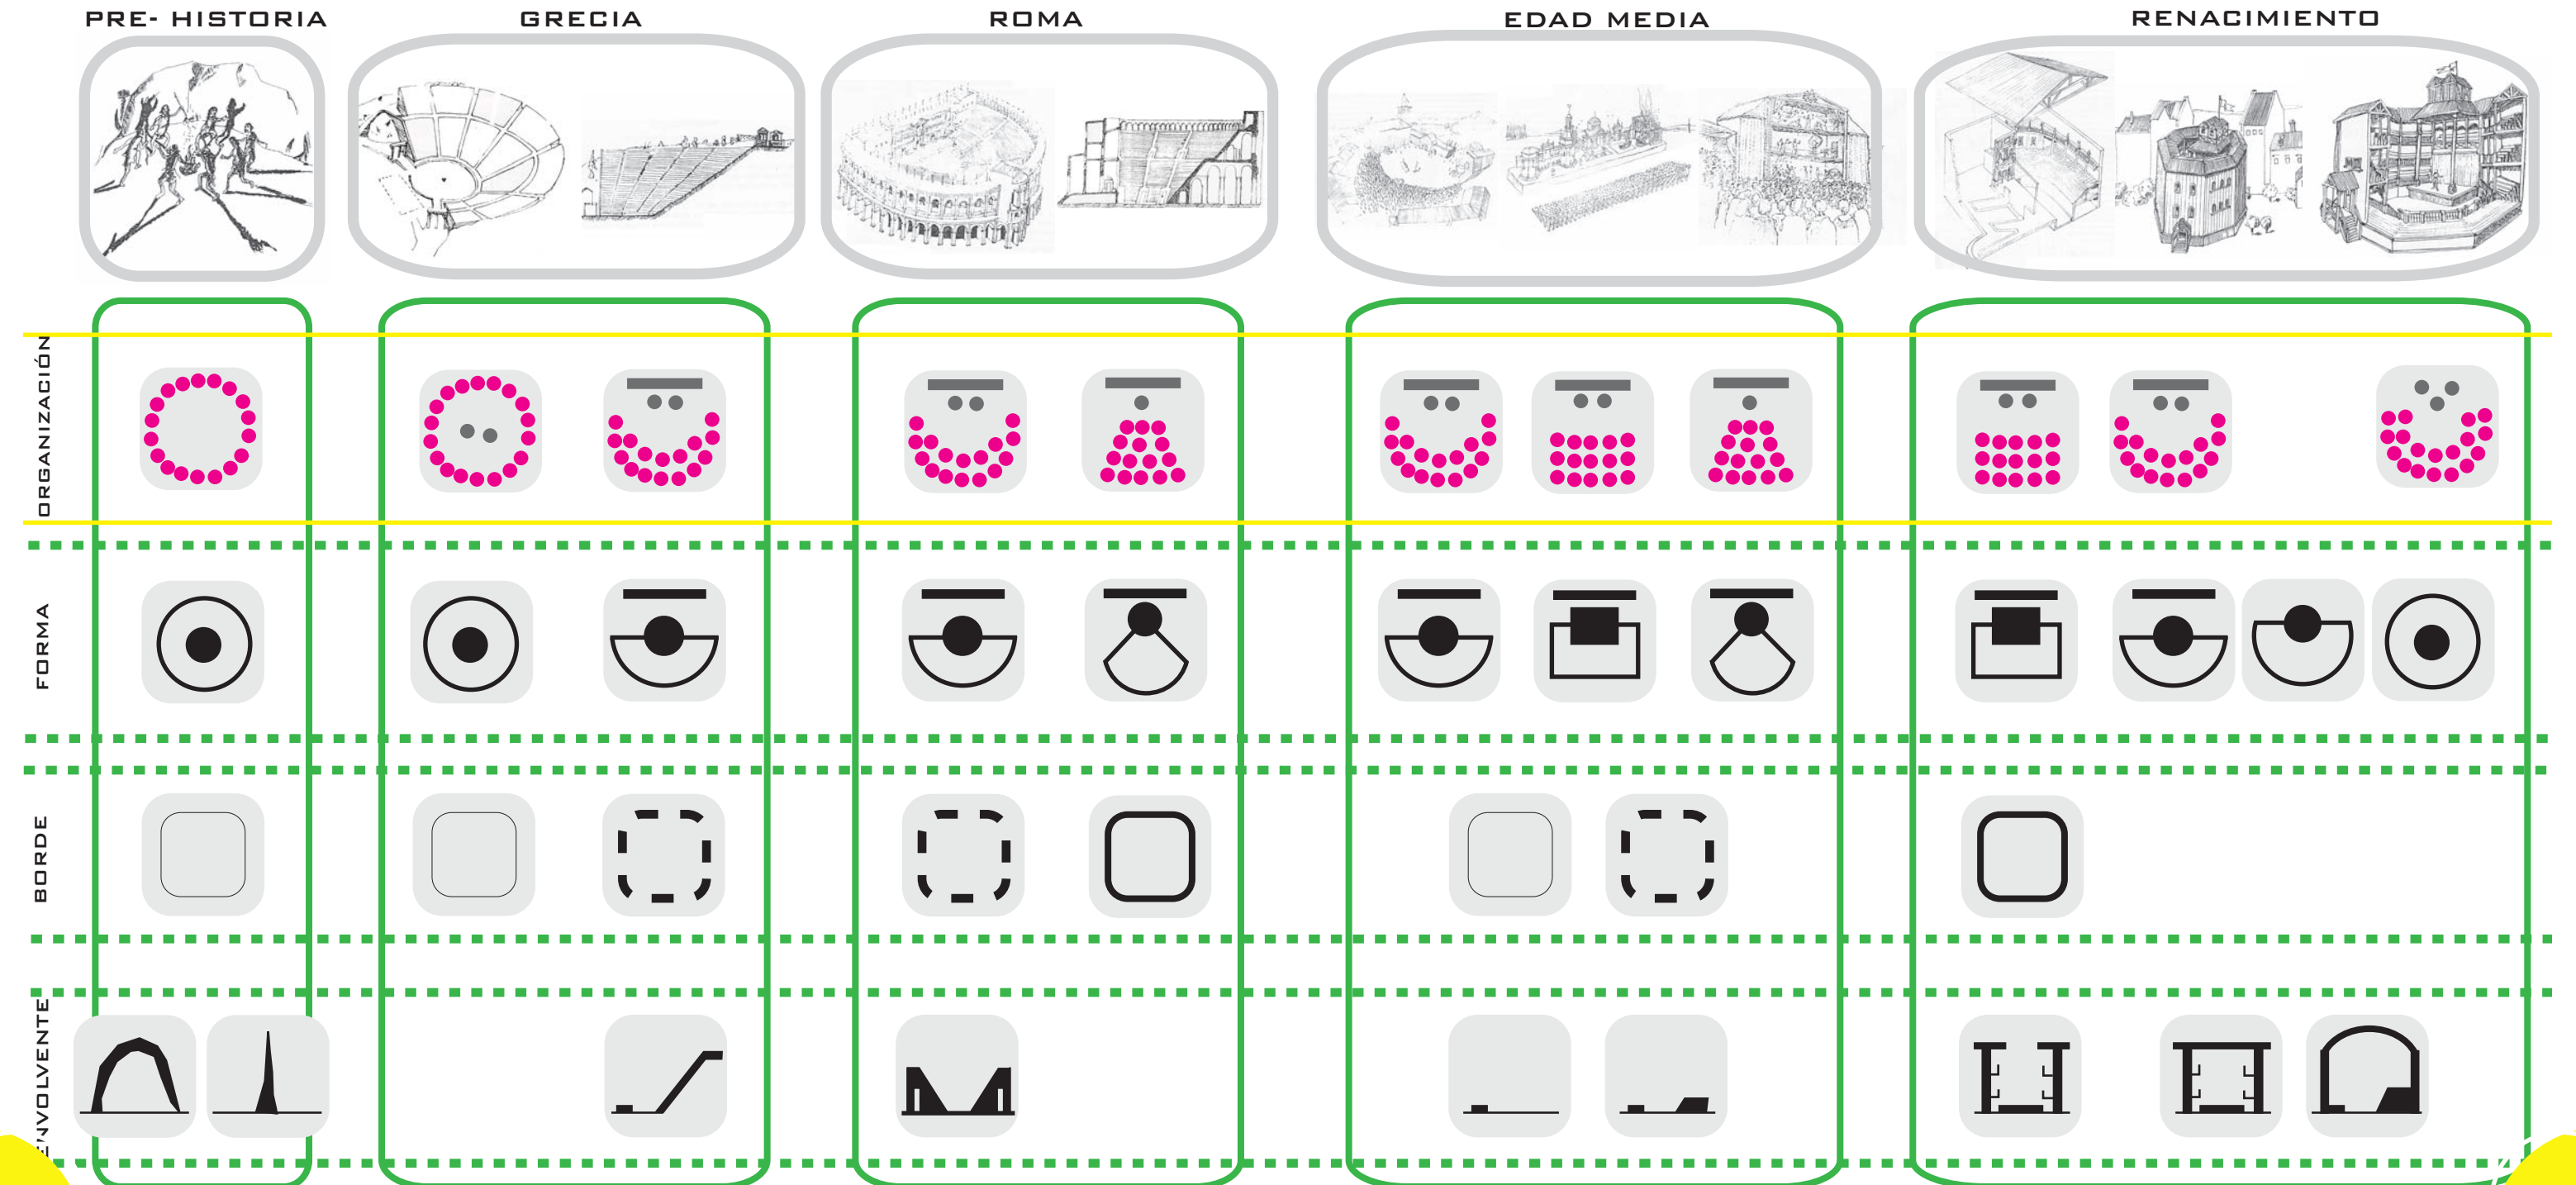 PRE- HISTORIA
GRECIA
ROMA
EDAD MEDIA
RENACIMIENTO
ORGANIZACIÓN
FORMA
BORDE
ENVOLVENTE